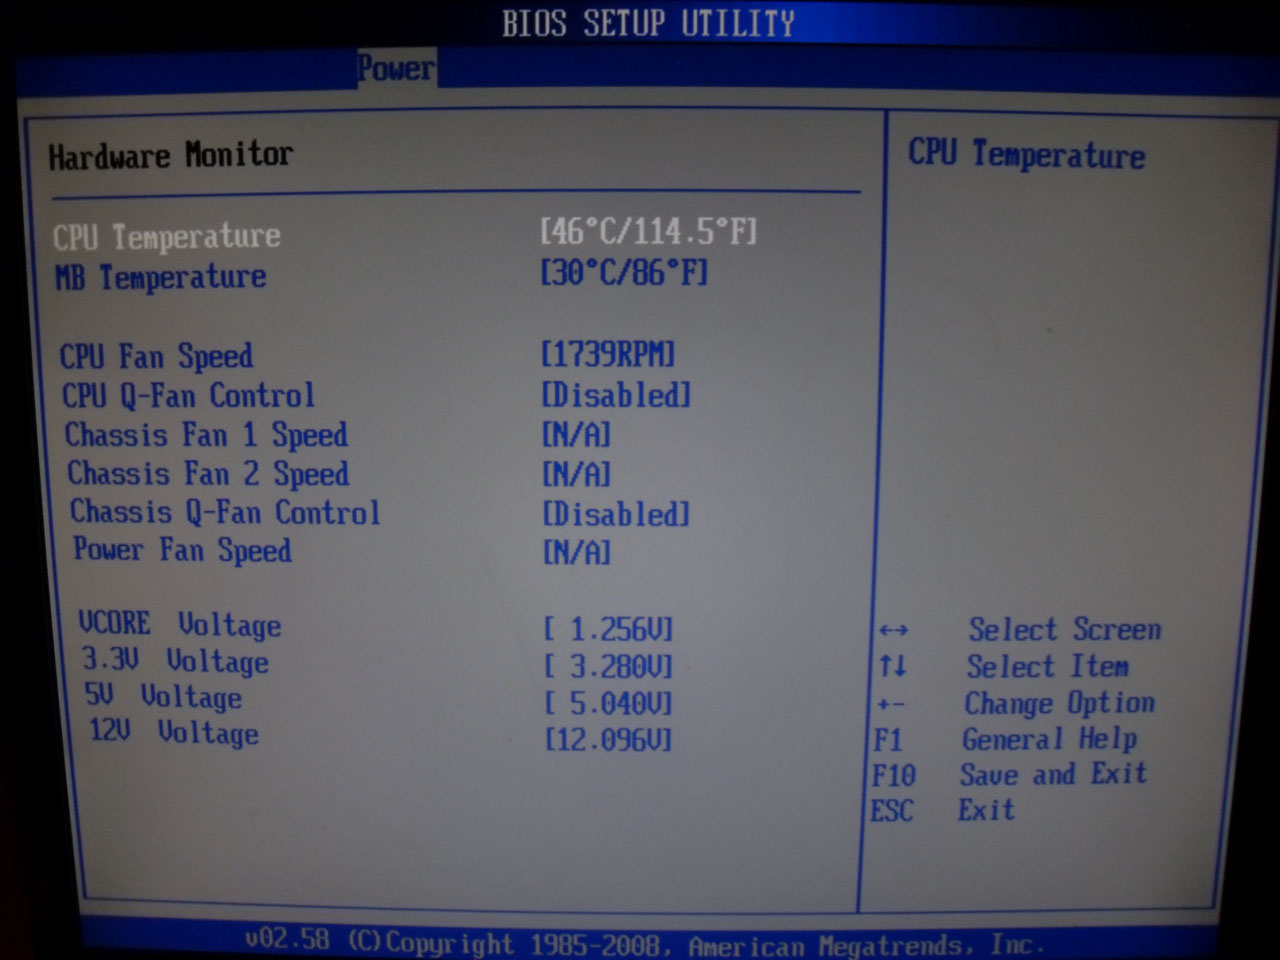 BIOS SETUP UTILITY
Power
Hardware Monitor
CPU Temperature [46°C/114.5°F]
MB Temperature [30°C/86°F]
CPU Fan Speed [1739RPM]
CPU Q-Fan Control [Disabled]
Chassis Fan 1 Speed [N/A]
Chassis Fan 2 Speed [N/A]
Chassis Q-Fan Control [Disabled]
Power Fan Speed [N/A]
VCORE Voltage [ 1.256V]
3.3V Voltage [ 3.280V]
5V Voltage [ 5.040V]
12V Voltage [12.096V]
CPU Temperature
↔ Select Screen
↑↓ Select Item
+- Change Option
F1 General Help
F10 Save and Exit
ESC Exit
v02.58 (C)Copyright 1985-2008, American Megatrends, Inc.